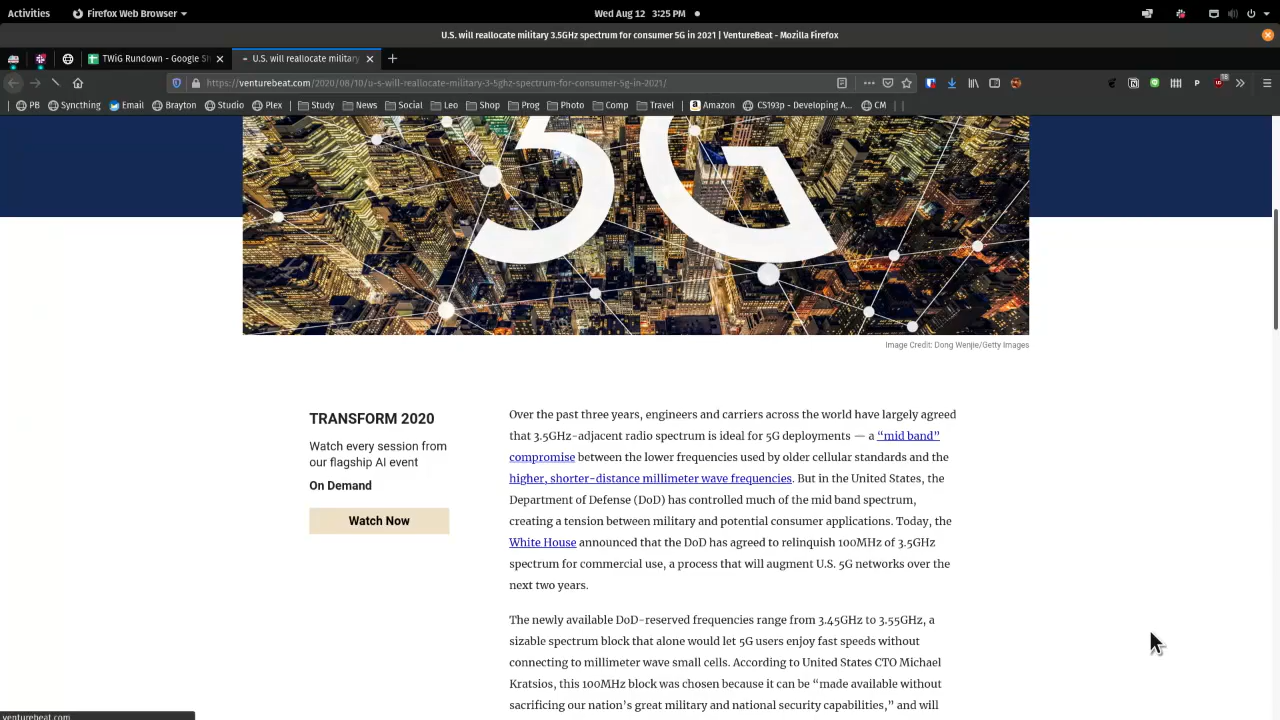 Activities Firefox Web Browser Wed Aug 12 3:25 PM
U.S. will reallocate military 3.5GHz spectrum for consumer 5G in 2021 | VentureBeat - Mozilla Firefox
TWiG Rundown - Google Sh U.S. will reallocate military
https://venturebeat.com/2020/08/10/u-s-will-reallocate-military-3-5ghz-spectrum-for-consumer-5g-in-2021/
PB Syncthing Email Brayton Studio Plex Study News Social Leo Shop Prog Photo Comp Travel Amazon CS193p - Developing A... CM
5G
Image Credit: Dong Wenjie/Getty Images
TRANSFORM 2020
Watch every session from
our flagship AI event
On Demand
Watch Now
Over the past three years, engineers and carriers across the world have largely agreed
that 3.5GHz-adjacent radio spectrum is ideal for 5G deployments — a “mid band”
compromise between the lower frequencies used by older cellular standards and the
higher, shorter-distance millimeter wave frequencies. But in the United States, the
Department of Defense (DoD) has controlled much of the mid band spectrum,
creating a tension between military and potential consumer applications. Today, the
White House announced that the DoD has agreed to relinquish 100MHz of 3.5GHz
spectrum for commercial use, a process that will augment U.S. 5G networks over the
next two years.
The newly available DoD-reserved frequencies range from 3.45GHz to 3.55GHz, a
sizable spectrum block that alone would let 5G users enjoy fast speeds without
connecting to millimeter wave small cells. According to United States CTO Michael
Kratsios, this 100MHz block was chosen because it can be “made available without
sacrificing our nation’s great military and national security capabilities,” and will
venturebeat.com